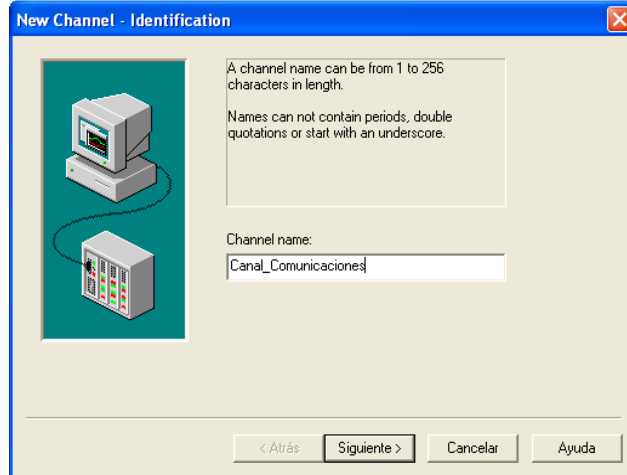 New Channel - Identification
A channel name can be from 1 to 256
characters in length.
Names can not contain periods, double
quotations or start with an underscore.
Channel name:
Canal_Comunicaciones
< Atrás
Siguiente >
Cancelar
Ayuda